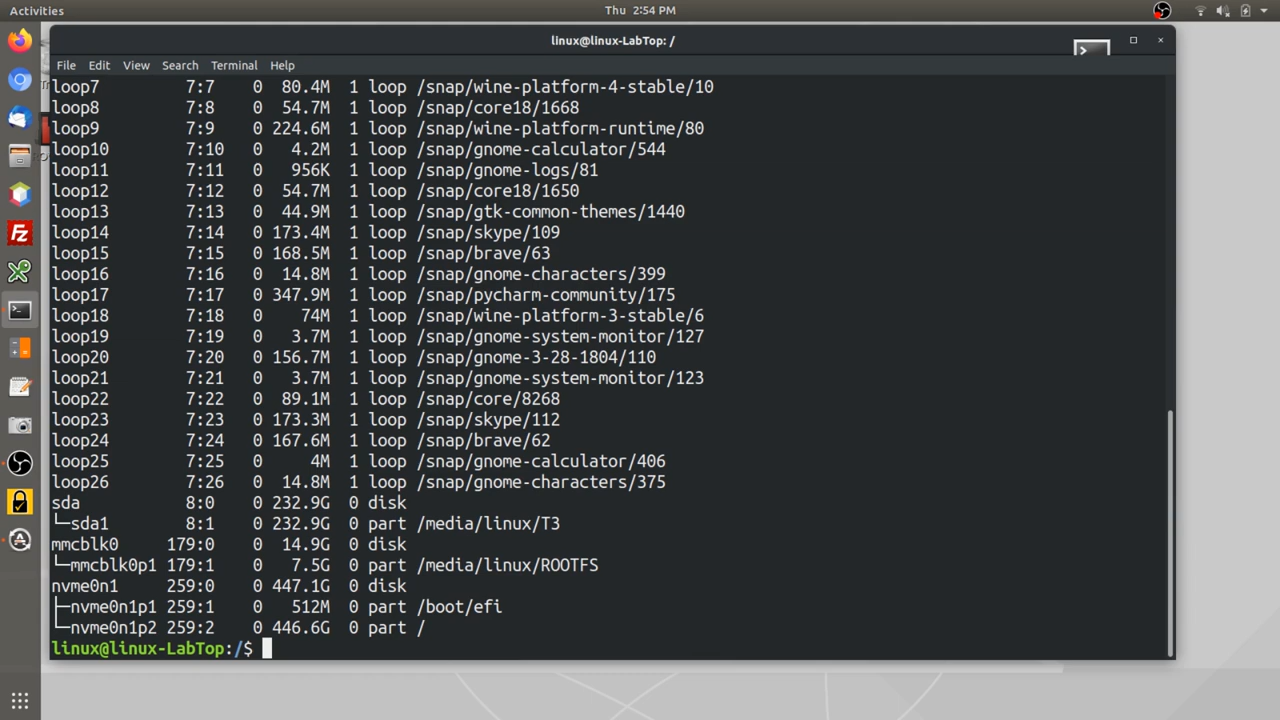 Activities
Thu 2:54 PM
linux@linux-LabTop: /
File Edit View Search Terminal Help
loop7 7:7 0 80.4M 1 loop /snap/wine-platform-4-stable/10
loop8 7:8 0 54.7M 1 loop /snap/core18/1668
loop9 7:9 0 224.6M 1 loop /snap/wine-platform-runtime/80
loop10 7:10 0 4.2M 1 loop /snap/gnome-calculator/544
loop11 7:11 0 956K 1 loop /snap/gnome-logs/81
loop12 7:12 0 54.7M 1 loop /snap/core18/1650
loop13 7:13 0 44.9M 1 loop /snap/gtk-common-themes/1440
loop14 7:14 0 173.4M 1 loop /snap/skype/109
loop15 7:15 0 168.5M 1 loop /snap/brave/63
loop16 7:16 0 14.8M 1 loop /snap/gnome-characters/399
loop17 7:17 0 347.9M 1 loop /snap/pycharm-community/175
loop18 7:18 0 74M 1 loop /snap/wine-platform-3-stable/6
loop19 7:19 0 3.7M 1 loop /snap/gnome-system-monitor/127
loop20 7:20 0 156.7M 1 loop /snap/gnome-3-28-1804/110
loop21 7:21 0 3.7M 1 loop /snap/gnome-system-monitor/123
loop22 7:22 0 89.1M 1 loop /snap/core/8268
loop23 7:23 0 173.3M 1 loop /snap/skype/112
loop24 7:24 0 167.6M 1 loop /snap/brave/62
loop25 7:25 0 4M 1 loop /snap/gnome-calculator/406
loop26 7:26 0 14.8M 1 loop /snap/gnome-characters/375
sda 8:0 0 232.9G 0 disk
└─sda1 8:1 0 232.9G 0 part /media/linux/T3
mmcblk0 179:0 0 14.9G 0 disk
└─mmcblk0p1 179:1 0 7.5G 0 part /media/linux/ROOTFS
nvme0n1 259:0 0 447.1G 0 disk
├─nvme0n1p1 259:1 0 512M 0 part /boot/efi
└─nvme0n1p2 259:2 0 446.6G 0 part /
linux@linux-LabTop:/$